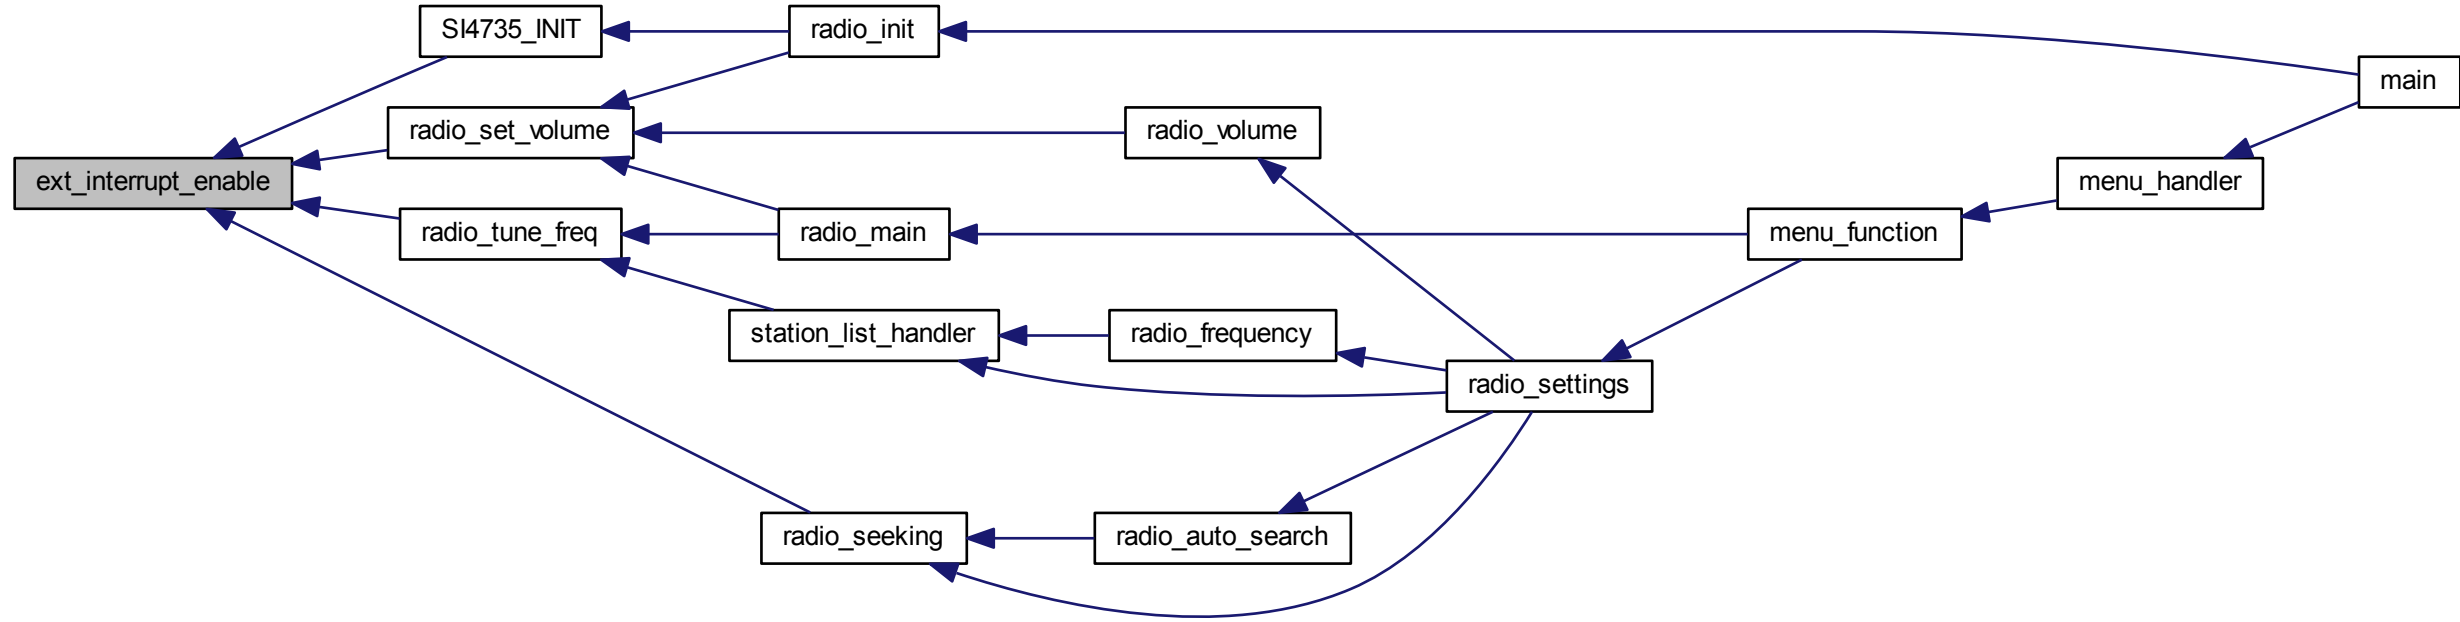 SI4735_INIT
radio_init
main
radio_set_volume
radio_volume
ext_interrupt_enable
menu_handler
radio_tune_freq
radio_main
menu_function
station_list_handler
radio_frequency
radio_settings
radio_seeking
radio_auto_search